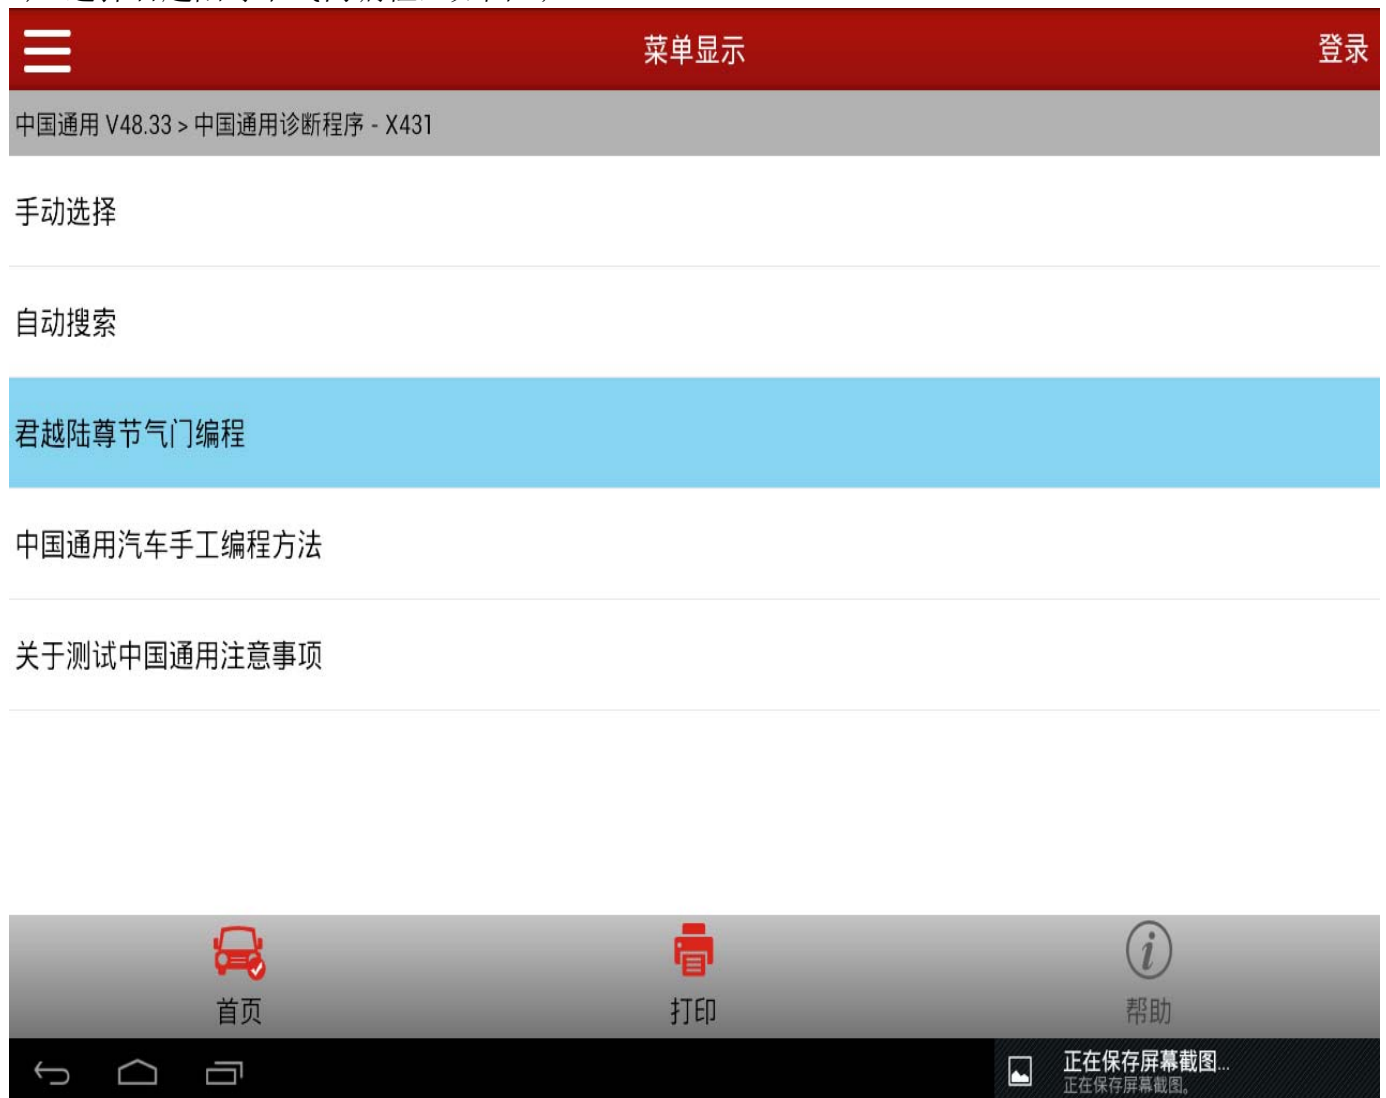 菜单显示
登录
中国通用 V48.33 > 中国通用诊断程序 - X431
手动选择
自动搜索
君越陆尊节气门编程
中国通用汽车手工编程方法
关于测试中国通用注意事项
首页
打印
帮助
正在保存屏幕截图...
正在保存屏幕截图。